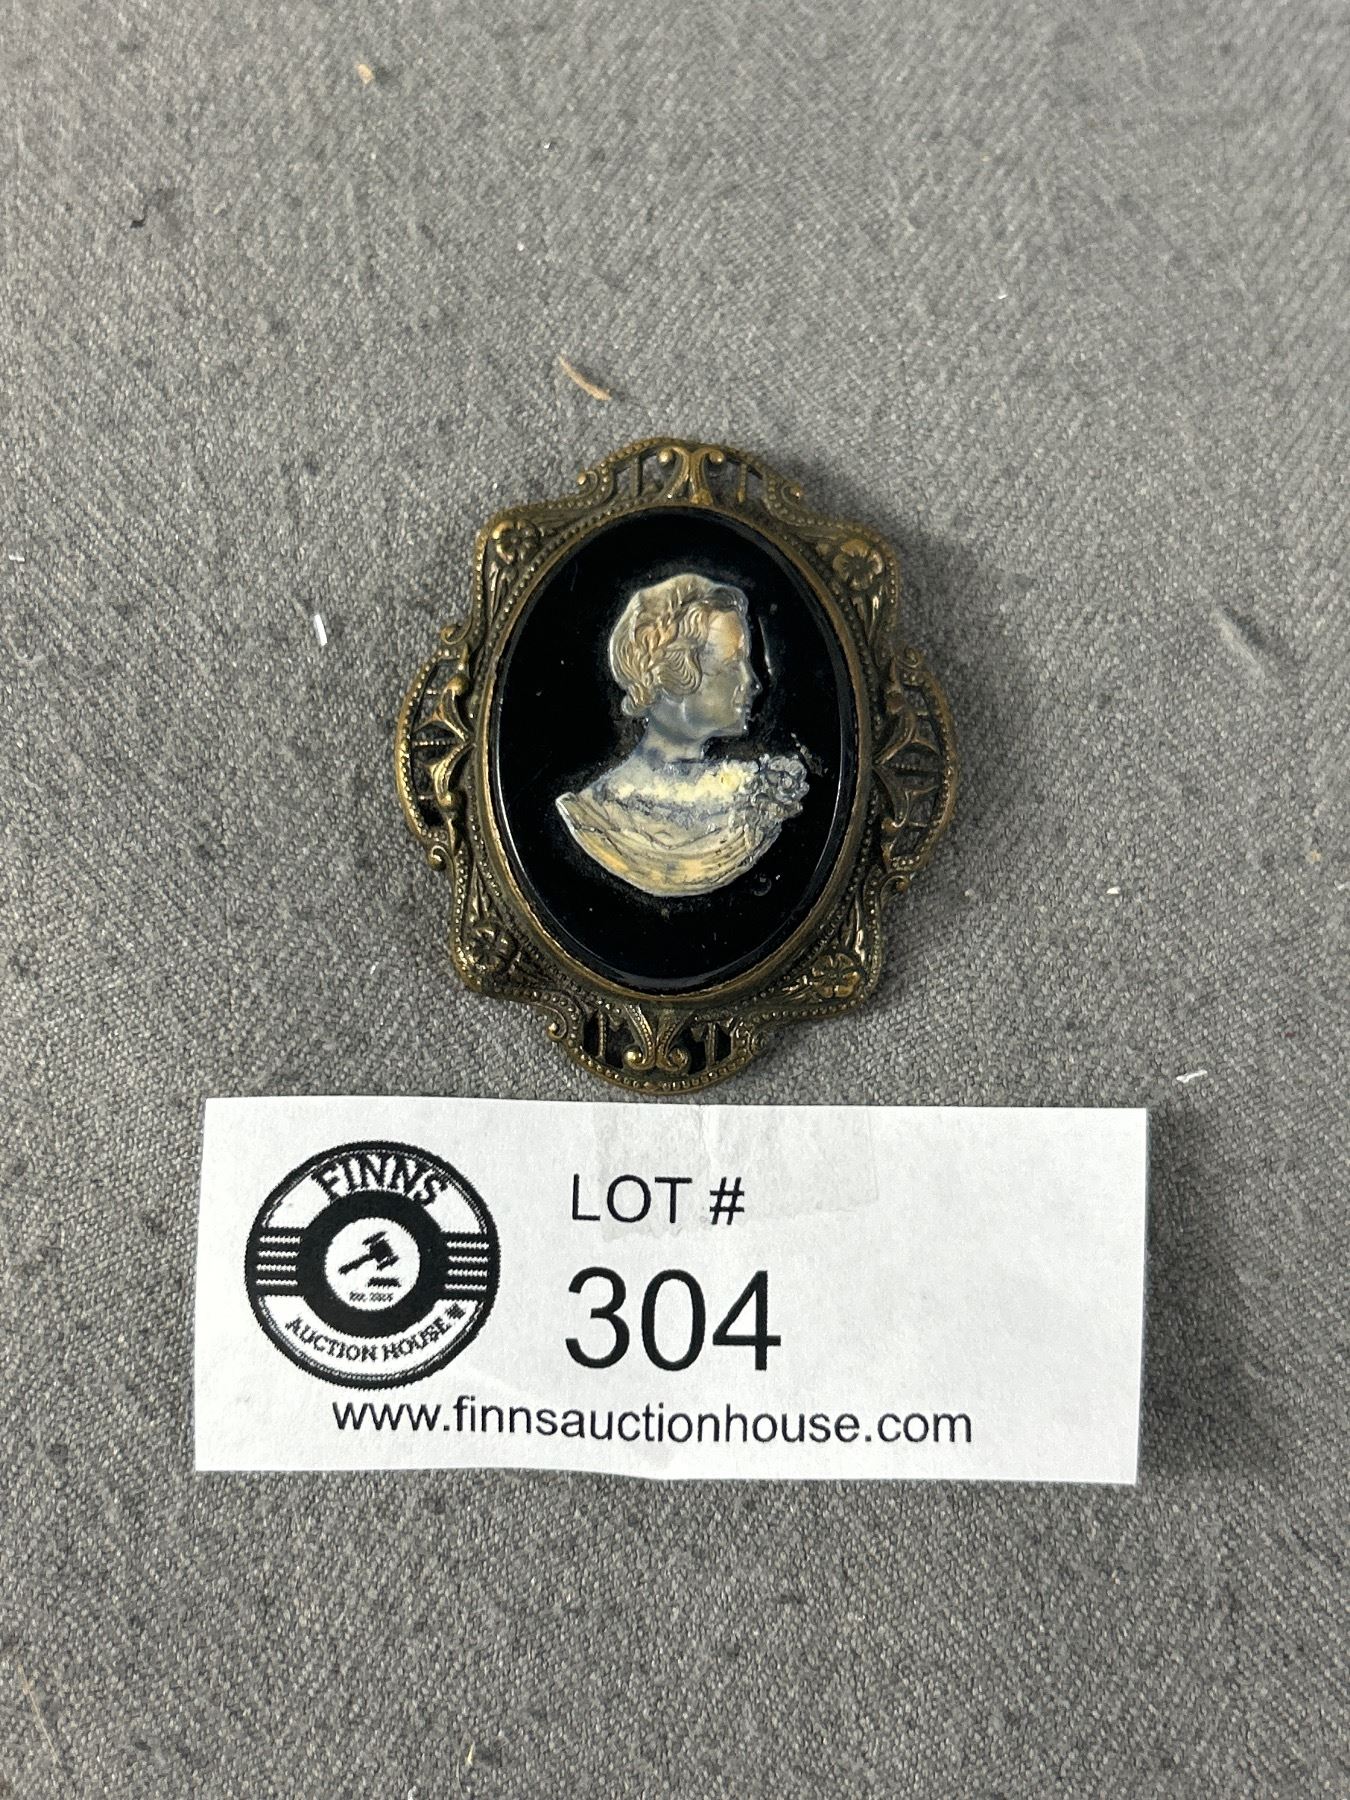 FINNS
AUCTION HOUSE
LOT #
304
www.finnsauctionhouse.com